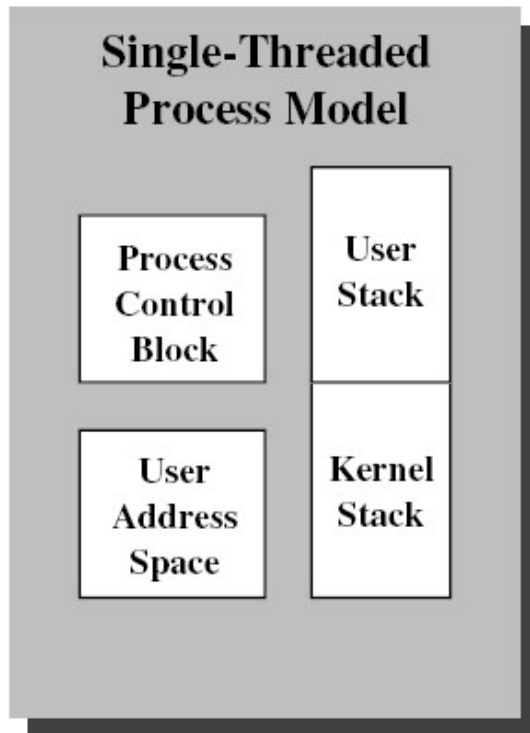 Single-Threaded
Process Model
Process
Control
Block
User
Stack
User
Address
Space
Kernel
Stack